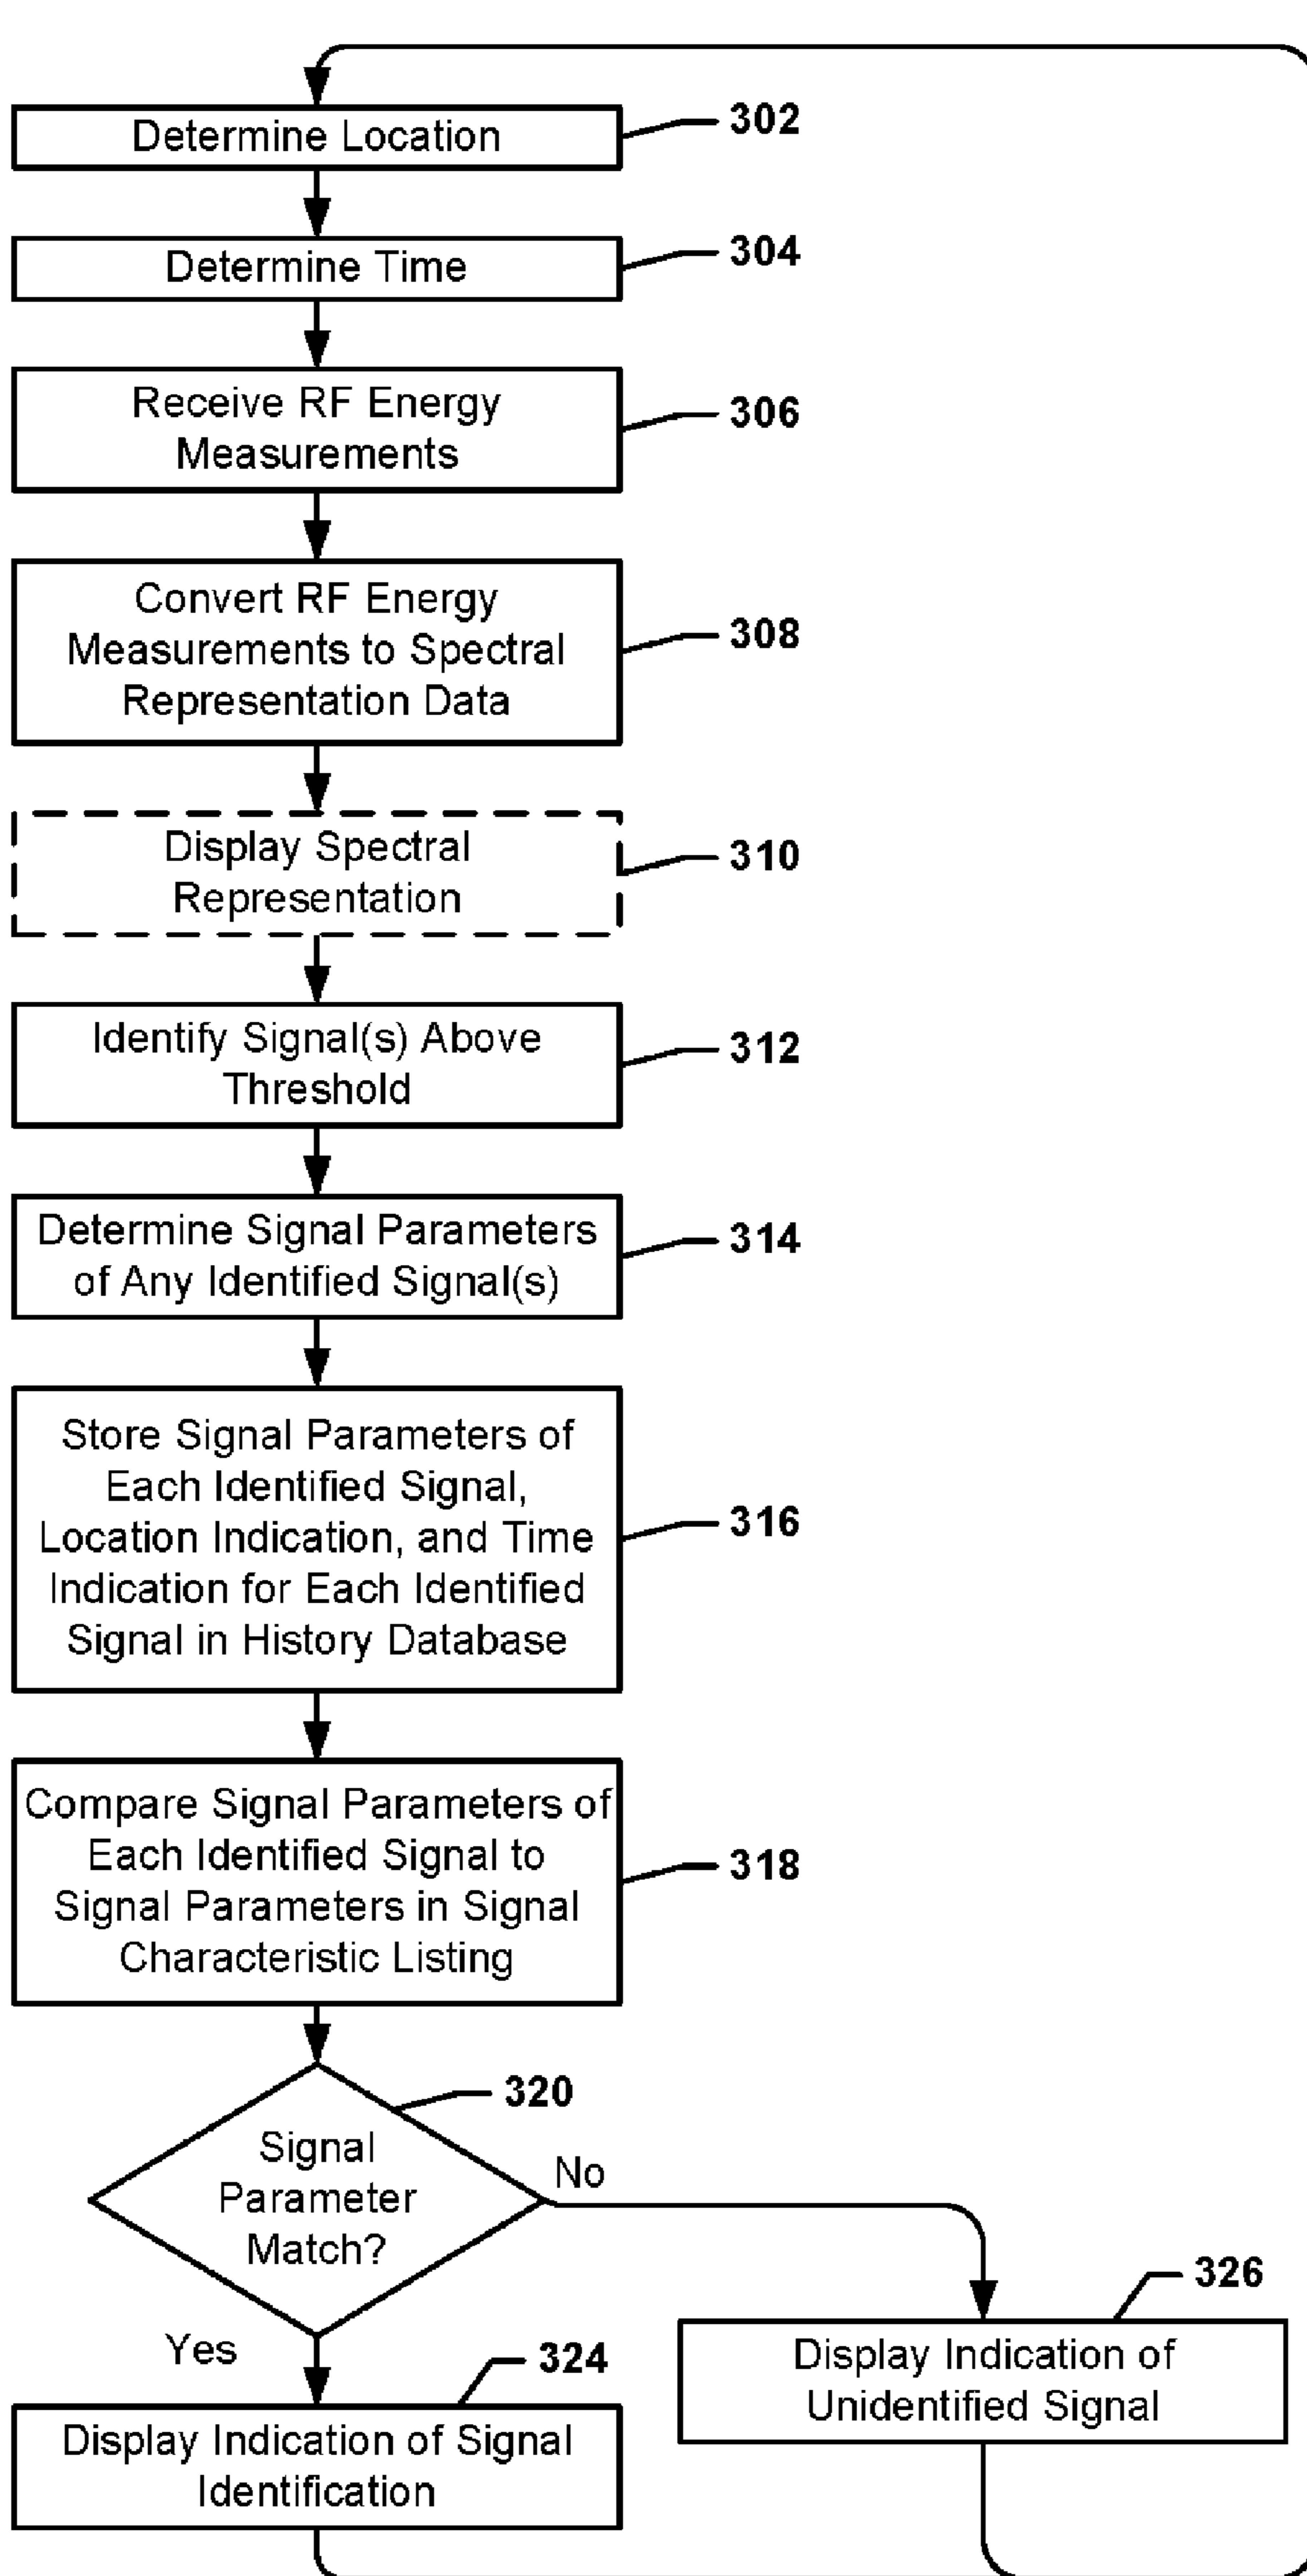 Determine Location
302
Determine Time
304
Receive RF Energy
Measurements
306
Convert RF Energy
Measurements to Spectral
Representation Data
308
Display Spectral
Representation
310
Identify Signal(s) Above
Threshold
312
Determine Signal Parameters
of Any Identified Signal(s)
314
Store Signal Parameters of
Each Identified Signal,
Location Indication, and Time
Indication for Each Identified
Signal in History Database
316
Compare Signal Parameters of
Each Identified Signal to
Signal Parameters in Signal
Characteristic Listing
318
320
Signal
Parameter
Match?
No
326
Display Indication of
Unidentified Signal
Yes
324
Display Indication of Signal
Identification